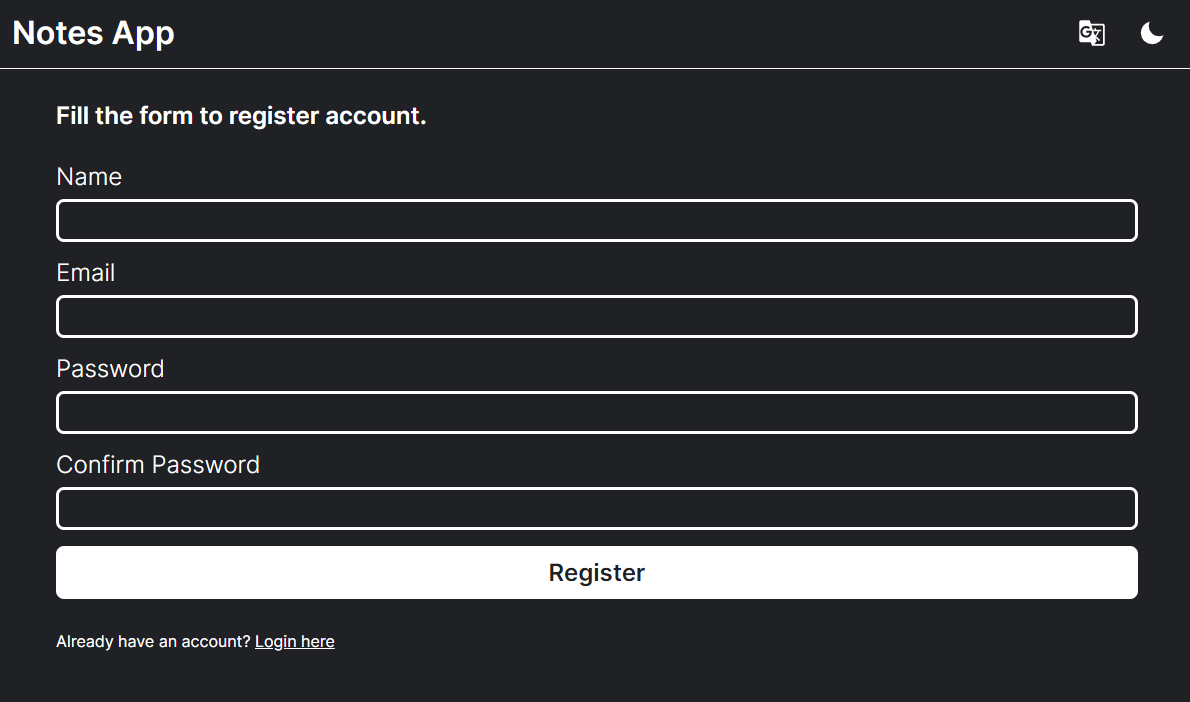 Notes App
Fill the form to register account.
Name
Email
Password
Confirm Password
Register
Already have an account? Login here